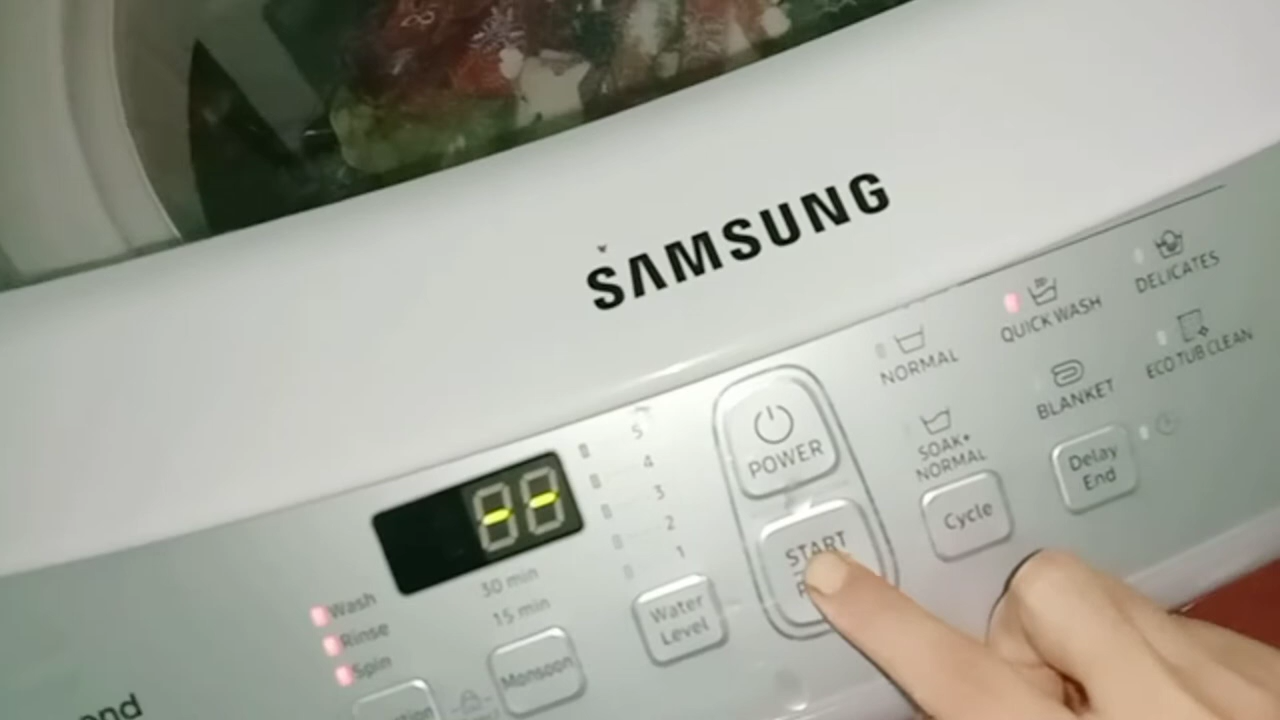 SAMSUNG
DELICATES
QUICK WASH
NORMAL
ECO TUB CLEAN
BLANKET
SOAK+
NORMAL
POWER
START
Cycle
Delay
End
5
4
3
2
1
Water
Level
--
30 min
15 min
Monsoon
Wash
Rinse
Spin